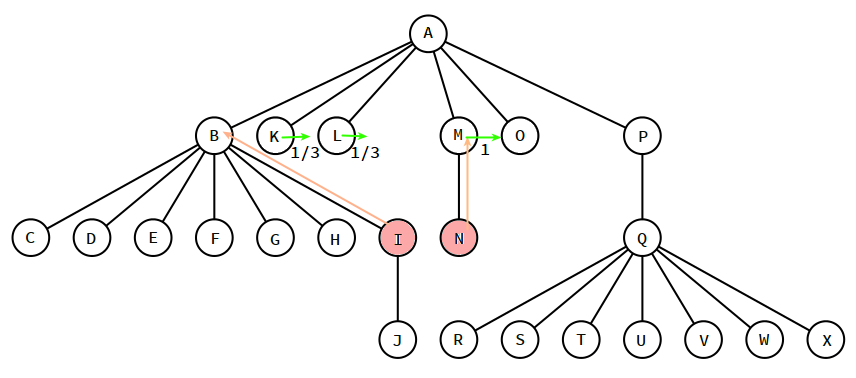 A
B K L M O P
1/3 1/3 1
C D E F G H I N Q
J R S T U V W X